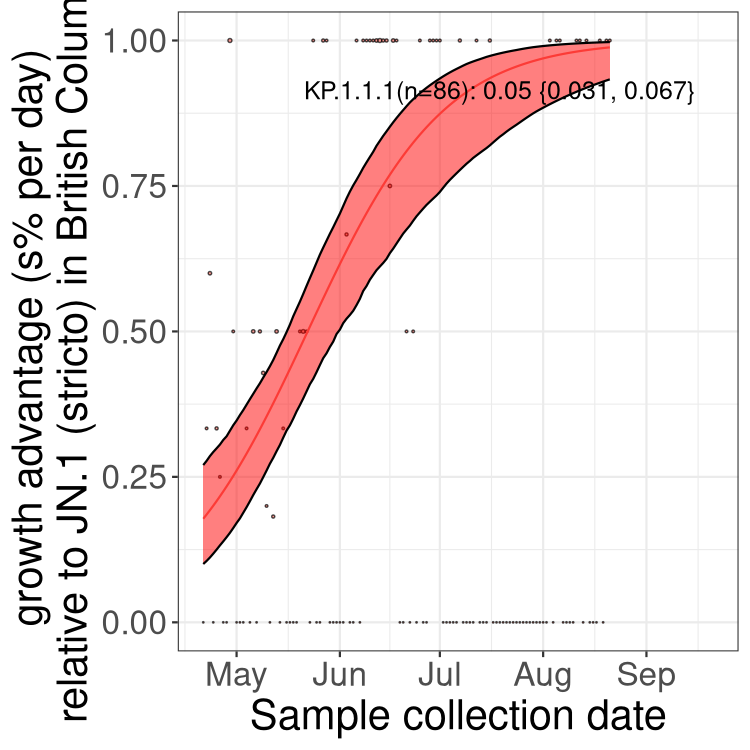 growth advantage (s% per day)
relative to JN.1 (stricto) in British Colum
1.00
0.75
0.50
0.25
0.00
KP.1.1.1(n=86): 0.05 {0.031, 0.067}
May Jun Jul Aug Sep
Sample collection date